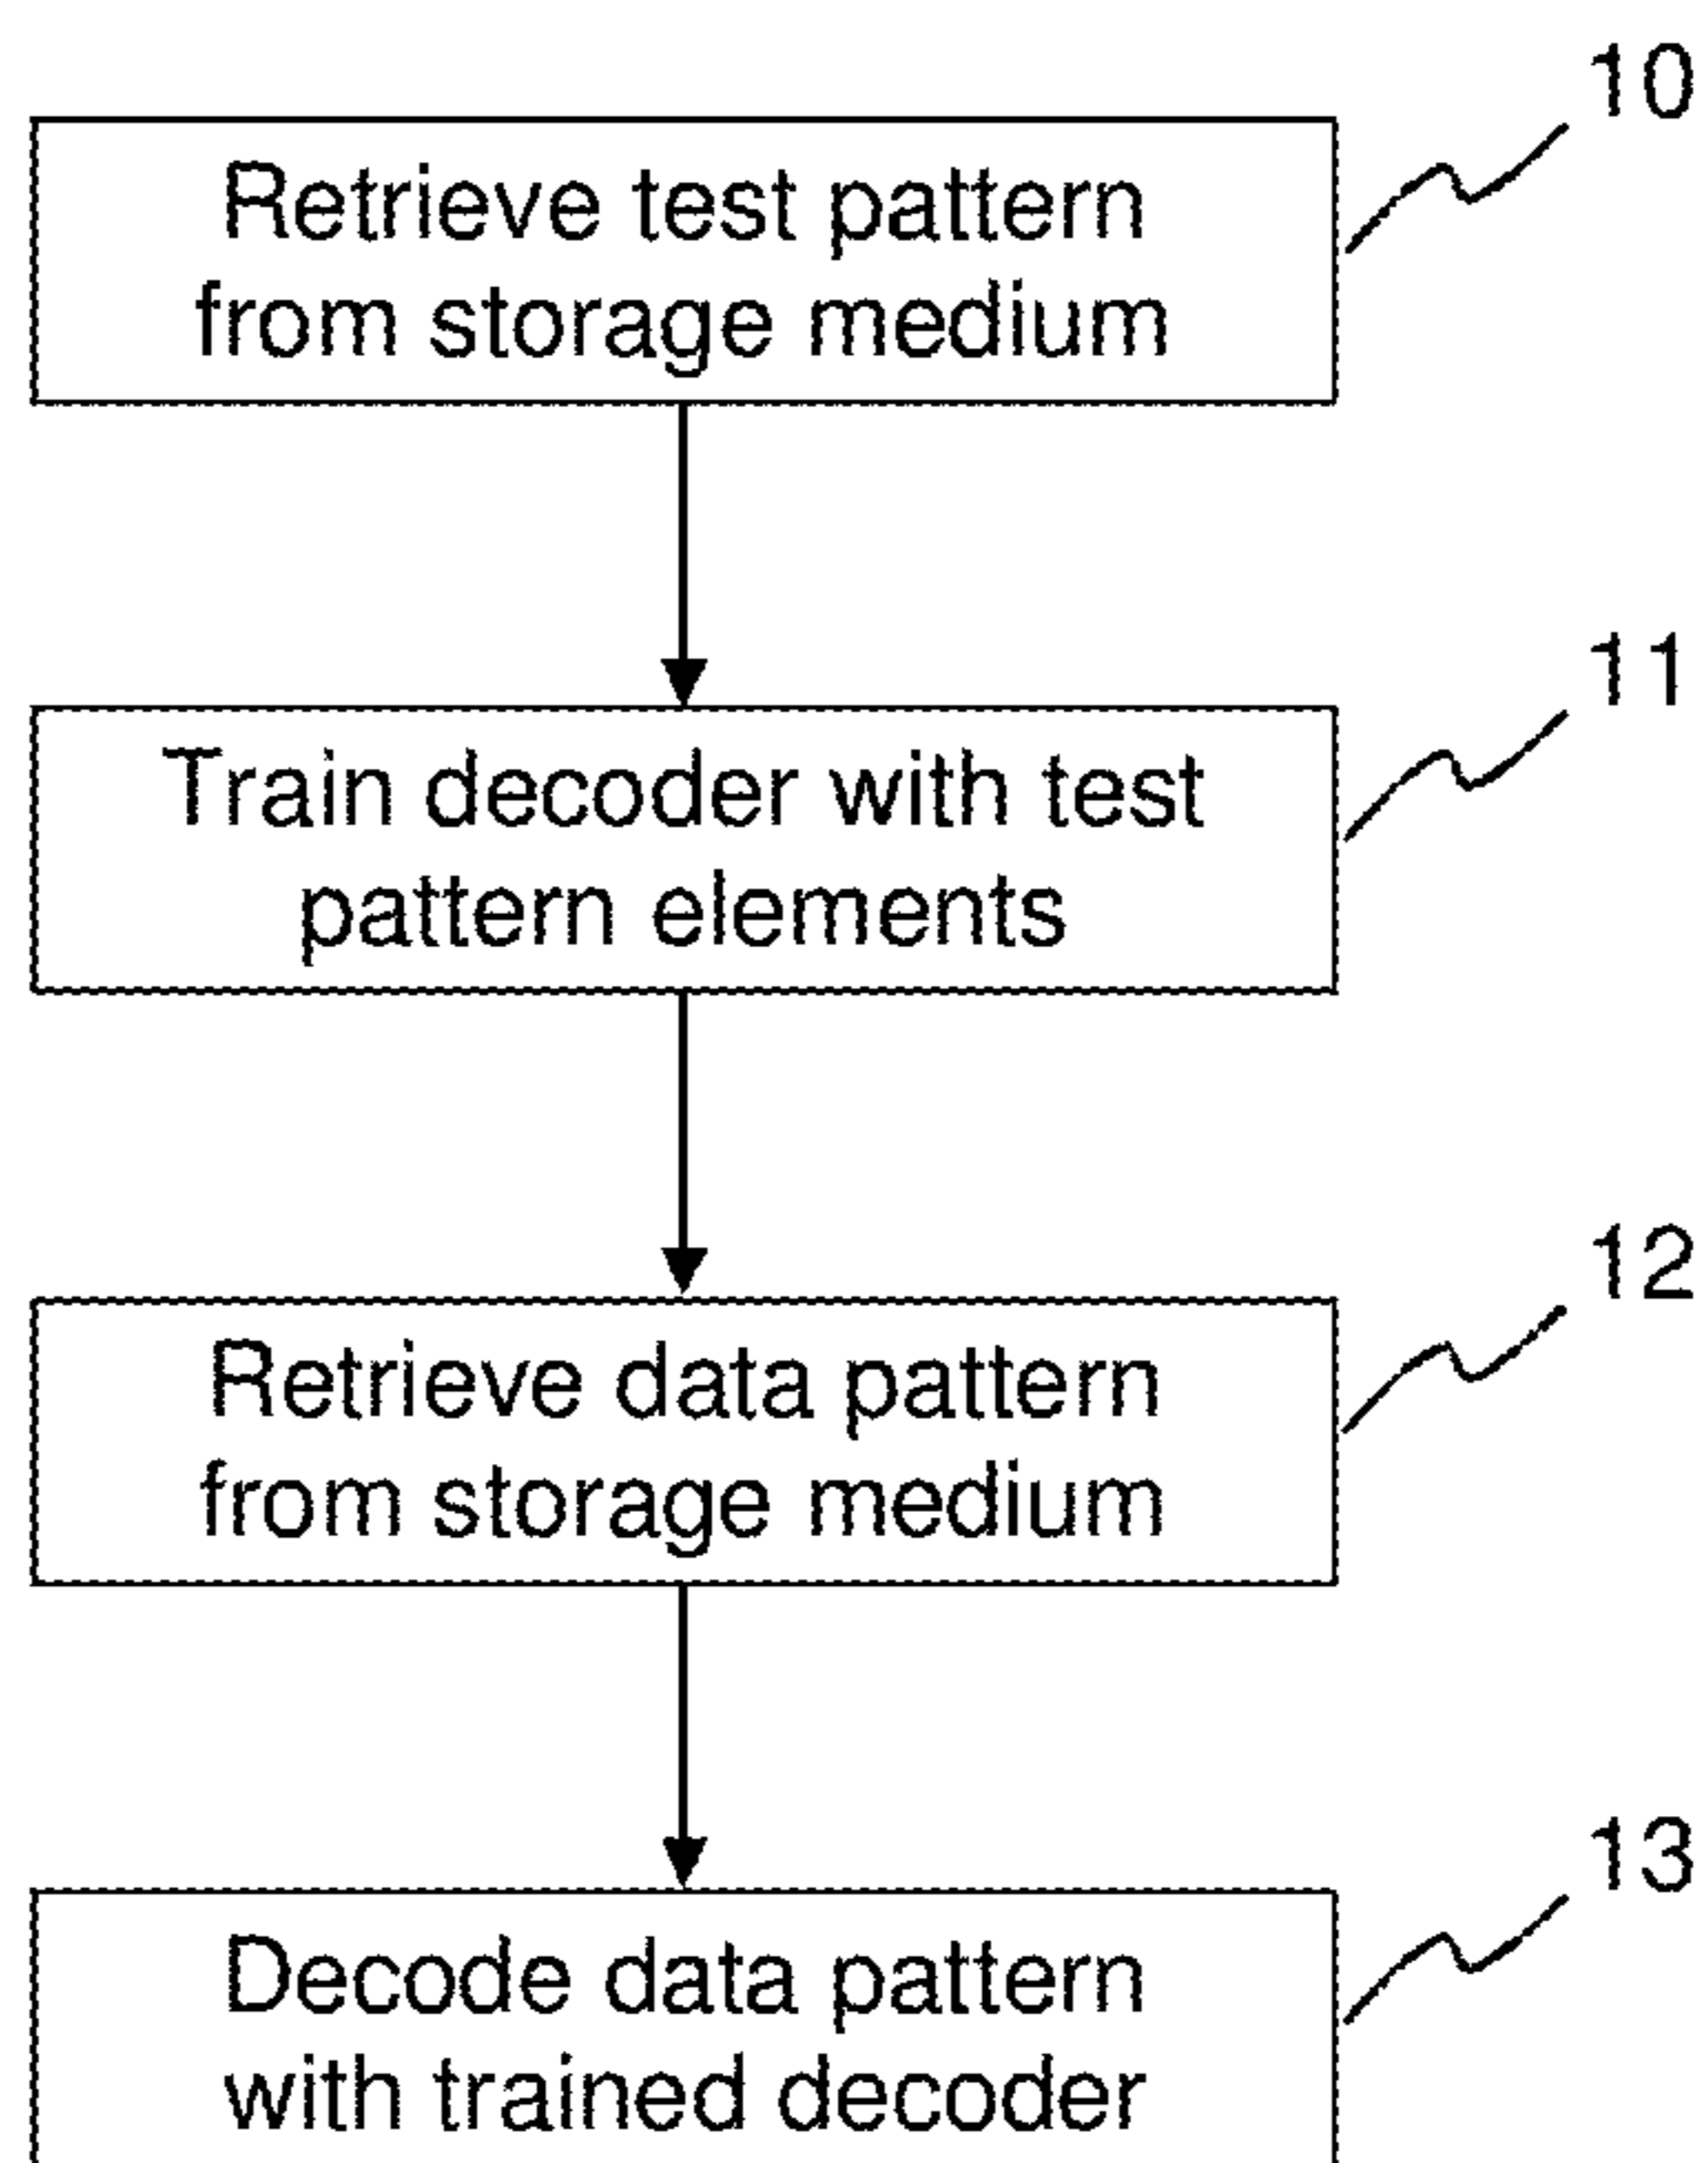 10
Retrieve test pattern
from storage medium
11
Train decoder with test
pattern elements
12
Retrieve data pattern
from storage medium
13
Decode data pattern
with trained decoder